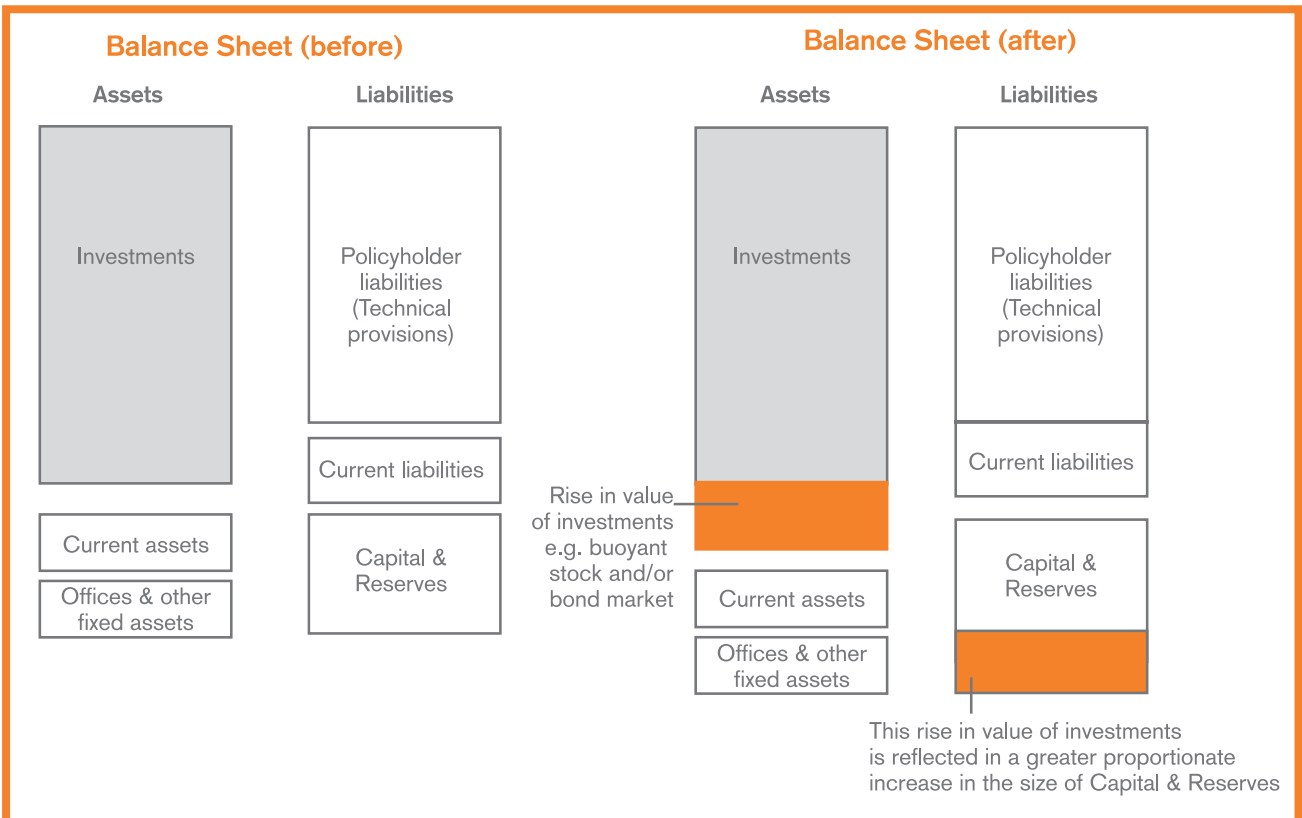 Balance Sheet (before)
Assets
Liabilities
Investments
Policyholder
liabilities
(Technical
provisions)
Current liabilities
Current assets
Capital &
Reserves
Offices & other
fixed assets
Balance Sheet (after)
Assets
Liabilities
Investments
Policyholder
liabilities
(Technical
provisions)
Current liabilities
Rise in value
of investments
e.g. buoyant
stock and/or
bond market
Capital &
Reserves
Current assets
Offices & other
fixed assets
This rise in value of investments
is reflected in a greater proportionate
increase in the size of Capital & Reserves